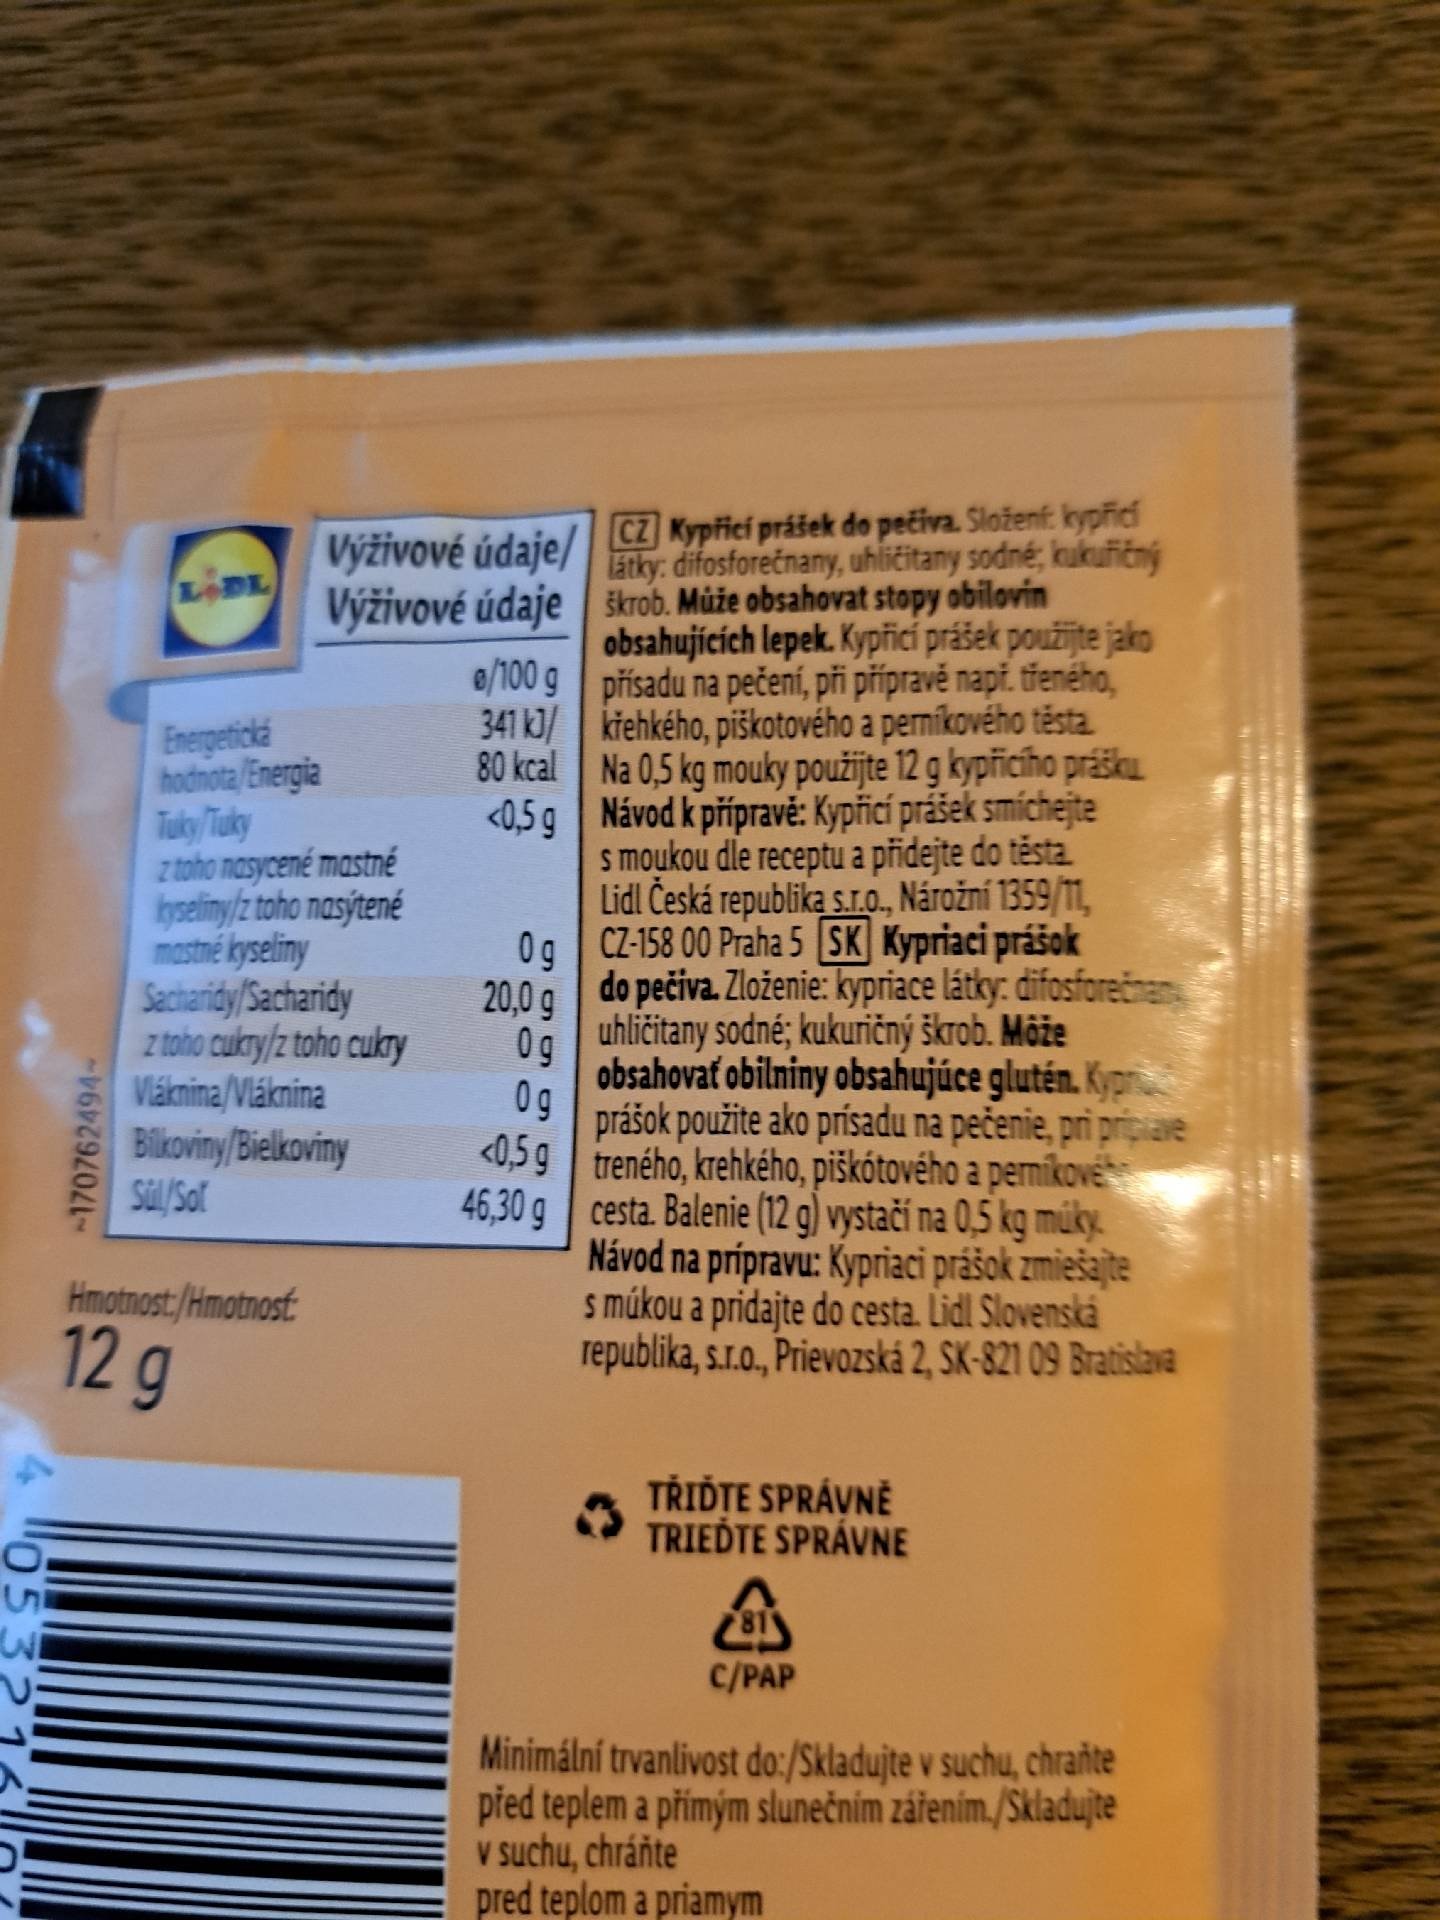 LIDL
Výživové údaje/
Výživové údaje
ø/100 g
Energetická 341 kJ/
hodnota/Energia 80 kcal
Tuky/Tuky <0,5 g
z toho nasycené mastné
kyseliny/z toho nasýtené
mastné kyseliny 0 g
Sacharidy/Sacharidy 20,0 g
z toho cukry/z toho cukry 0 g
Vláknina/Vláknina 0 g
Bílkoviny/Bielkoviny <0,5 g
Sůl/Soľ 46,30 g
~170762494~
Hmotnost:/Hmotnosť:
12 g
CZ Kypřicí prášek do pečiva. Složení: kypřicí
látky: difosforečnany, uhličitany sodné; kukuřičný
škrob. Může obsahovat stopy obilovin
obsahujících lepek. Kypřicí prášek použijte jako
přísadu na pečení, při přípravě např. třeného,
křehkého, piškotového a perníkového těsta.
Na 0,5 kg mouky použijte 12 g kypřicího prášku.
Návod k přípravě: Kypřicí prášek smíchejte
s moukou dle receptu a přidejte do těsta.
Lidl Česká republika s.r.o., Nárožní 1359/11,
CZ-158 00 Praha 5 SK Kypriaci prášok
do pečiva. Zloženie: kypriace látky: difosforečnany,
uhličitany sodné; kukuričný škrob. Môže
obsahovať obilniny obsahujúce glutén. Kypriaci
prášok použite ako prísadu na pečenie, pri príprave
treného, krehkého, piškótového a perníkového
cesta. Balenie (12 g) vystačí na 0,5 kg múky.
Návod na prípravu: Kypriaci prášok zmiešajte
s múkou a pridajte do cesta. Lidl Slovenská
republika, s.r.o., Prievozská 2, SK-821 09 Bratislava
TŘIĎTE SPRÁVNĚ
TRIEĎTE SPRÁVNE
81
C/PAP
Minimální trvanlivost do:/Skladujte v suchu, chraňte
před teplem a přímým slunečním zářením./Skladujte
v suchu, chráňte
pred teplom a priamym
4 053216